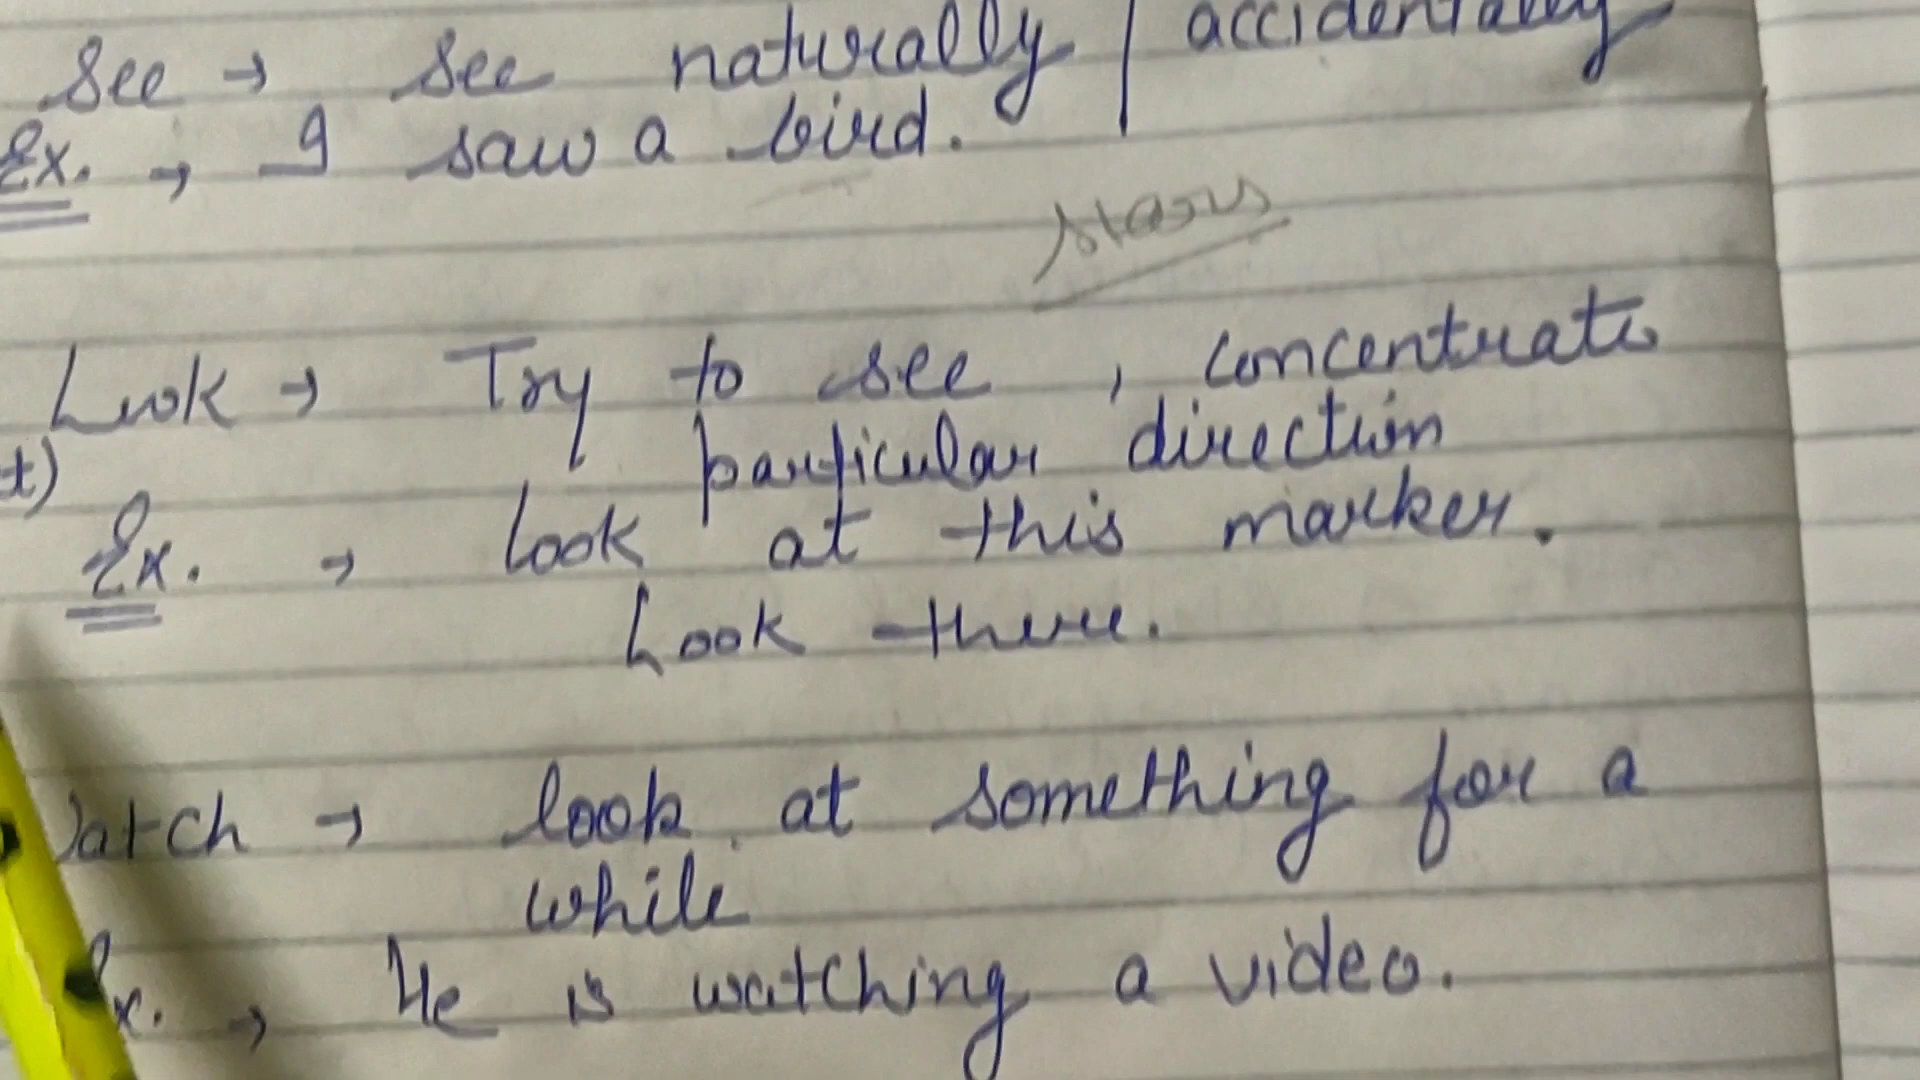 See → see naturally / accidentally
Ex. → I saw a bird.
Look → Try to see , concentrate
t) particular direction
Ex. → Look at this marker.
Look there.
atch → look at something for a
while
x. → He is watching a video.